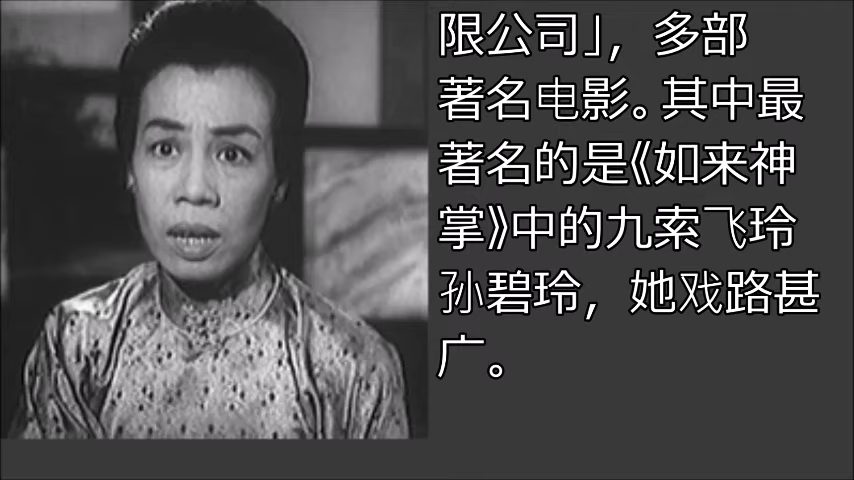 限公司」，多部
著名电影。其中最
著名的是《如来神
掌》中的九索飞玲
孙碧玲，她戏路甚
广。